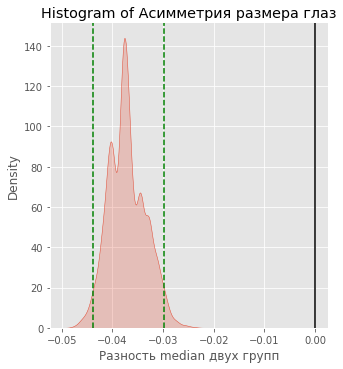 Histogram of Асимметрия размера глаз
Density
140
120
100
80
60
40
20
0
−0.05 −0.04 −0.03 −0.02 −0.01 0.00
Разность median двух групп